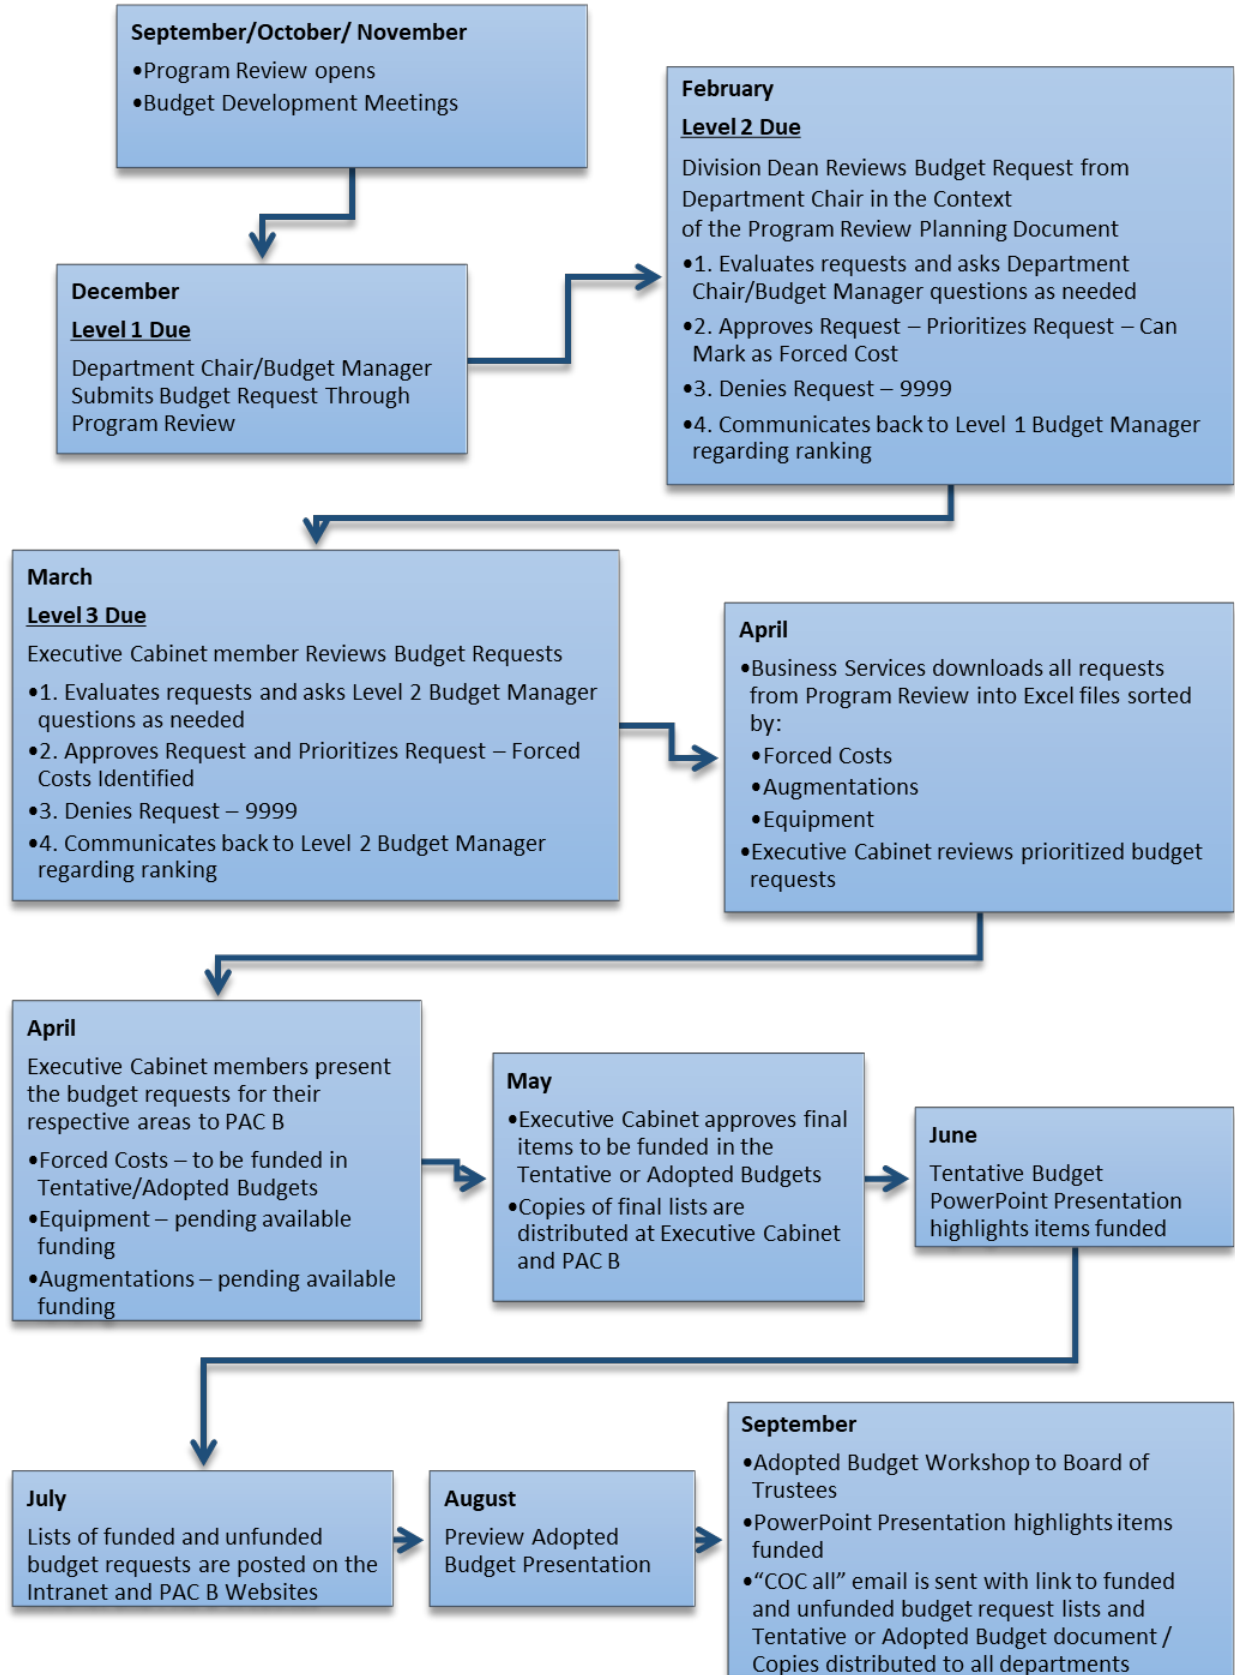 September/October/ November
•Program Review opens
•Budget Development Meetings
December
Level 1 Due
Department Chair/Budget Manager
Submits Budget Request Through
Program Review
February
Level 2 Due
Division Dean Reviews Budget Request from
Department Chair in the Context
of the Program Review Planning Document
•1. Evaluates requests and asks Department
Chair/Budget Manager questions as needed
•2. Approves Request – Prioritizes Request – Can
Mark as Forced Cost
•3. Denies Request – 9999
•4. Communicates back to Level 1 Budget Manager
regarding ranking
March
Level 3 Due
Executive Cabinet member Reviews Budget Requests
•1. Evaluates requests and asks Level 2 Budget Manager
questions as needed
•2. Approves Request and Prioritizes Request – Forced
Costs Identified
•3. Denies Request – 9999
•4. Communicates back to Level 2 Budget Manager
regarding ranking
April
•Business Services downloads all requests
from Program Review into Excel files sorted
by:
•Forced Costs
•Augmentations
•Equipment
•Executive Cabinet reviews prioritized budget
requests
April
Executive Cabinet members present
the budget requests for their
respective areas to PAC B
•Forced Costs – to be funded in
Tentative/Adopted Budgets
•Equipment – pending available
funding
•Augmentations – pending available
funding
May
•Executive Cabinet approves final
items to be funded in the
Tentative or Adopted Budgets
•Copies of final lists are
distributed at Executive Cabinet
and PAC B
June
Tentative Budget
PowerPoint Presentation
highlights items funded
July
Lists of funded and unfunded
budget requests are posted on the
Intranet and PAC B Websites
August
Preview Adopted
Budget Presentation
September
•Adopted Budget Workshop to Board of
Trustees
•PowerPoint Presentation highlights items
funded
•“COC all” email is sent with link to funded
and unfunded budget request lists and
Tentative or Adopted Budget document /
Copies distributed to all departments